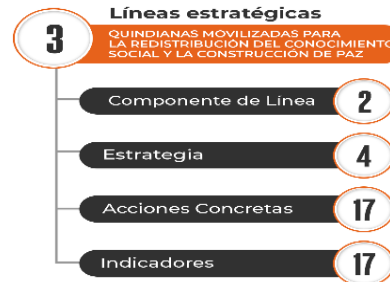 Líneas estratégicas
3
QUINDIANAS MOVILIZADAS PARA
LA REDISTRIBUCIÓN DEL CONOCIMIENTO
SOCIAL Y LA CONSTRUCCIÓN DE PAZ
Componente de Línea 2
Estrategia 4
Acciones Concretas 17
Indicadores 17